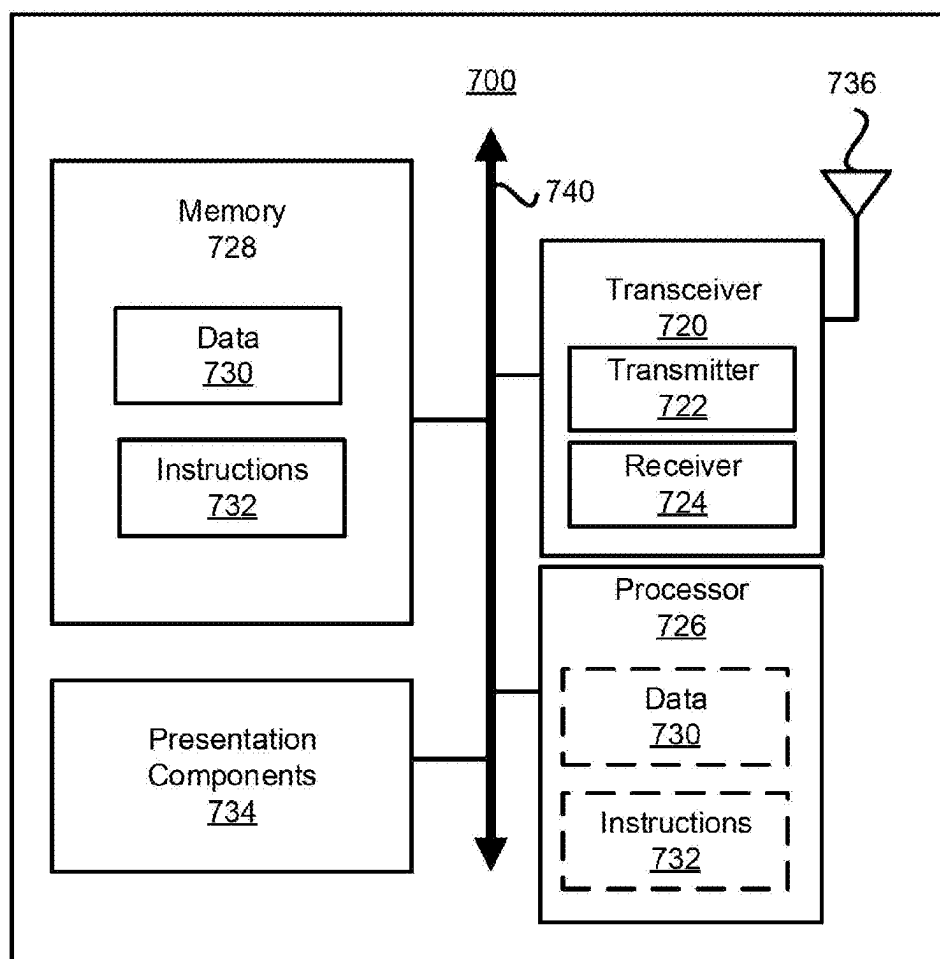 700
736
740
Memory
728
Data
730
Instructions
732
Transceiver
720
Transmitter
722
Receiver
724
Presentation
Components
734
Processor
726
Data
730
Instructions
732